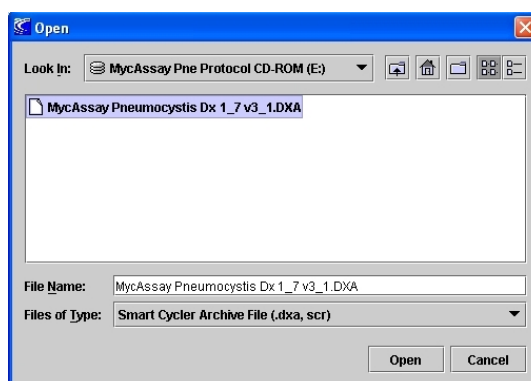 Open
Look In: MycAssay Pne Protocol CD-ROM (E:)
MycAssay Pneumocystis Dx 1_7 v3_1.DXA
File Name: MycAssay Pneumocystis Dx 1_7 v3_1.DXA
Files of Type: Smart Cycler Archive File (.dxa, scr)
Open Cancel